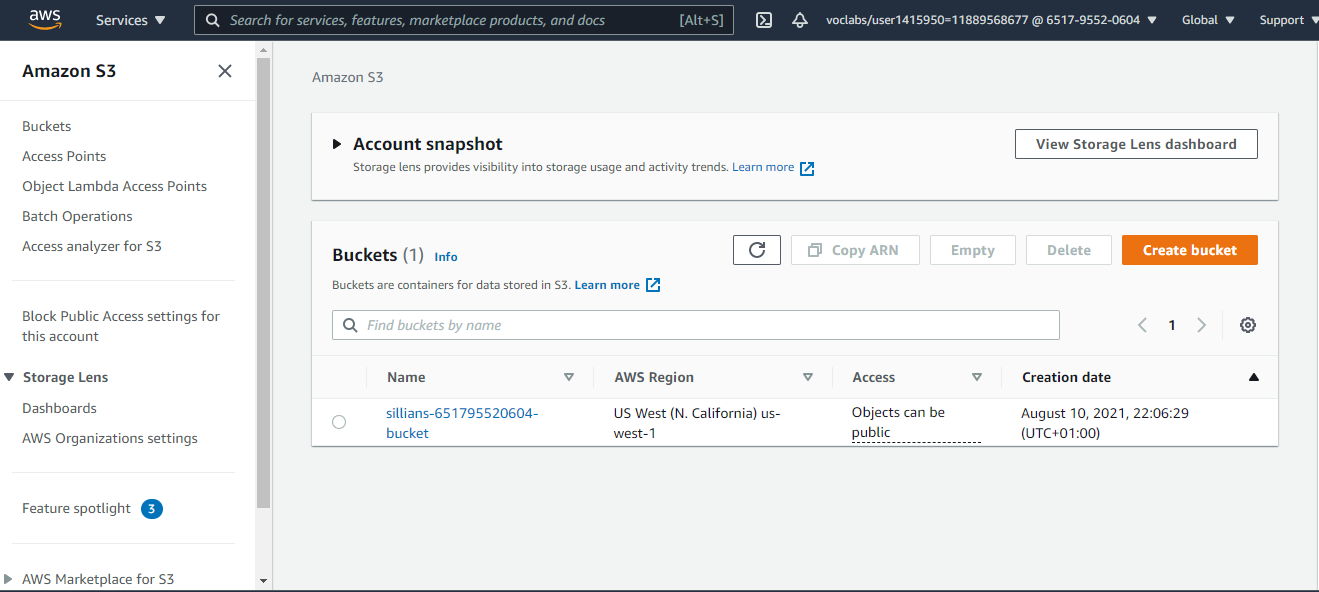 aws
Services
Search for services, features, marketplace products, and docs
[Alt+S]
voclabs/user1415950=11889568677 @ 6517-9552-0604
Global
Support
Amazon S3
Buckets
Access Points
Object Lambda Access Points
Batch Operations
Access analyzer for S3
Block Public Access settings for
this account
Storage Lens
Dashboards
AWS Organizations settings
Feature spotlight 3
AWS Marketplace for S3
Amazon S3
Account snapshot
Storage lens provides visibility into storage usage and activity trends. Learn more
View Storage Lens dashboard
Buckets (1) Info
Copy ARN
Empty
Delete
Create bucket
Buckets are containers for data stored in S3. Learn more
Find buckets by name
1
Name
AWS Region
Access
Creation date
sillians-651795520604-
bucket
US West (N. California) us-
west-1
Objects can be
public
August 10, 2021, 22:06:29
(UTC+01:00)